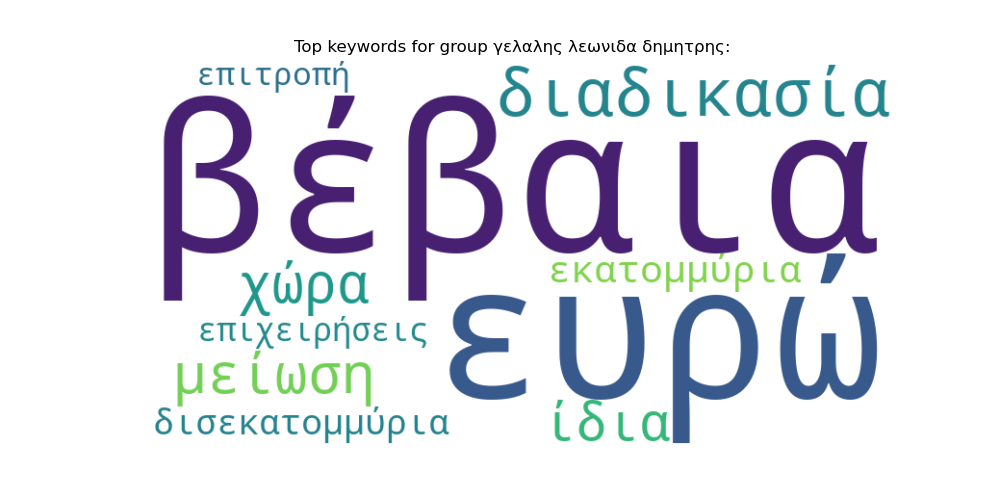 Top keywords for group γελαλης λεωνιδα δημητρης:
επιτροπή
διαδικασία
βέβαια
εκατομμύρια
χώρα
ευρώ
επιχειρήσεις
μείωση
ίδια
δισεκατομμύρια